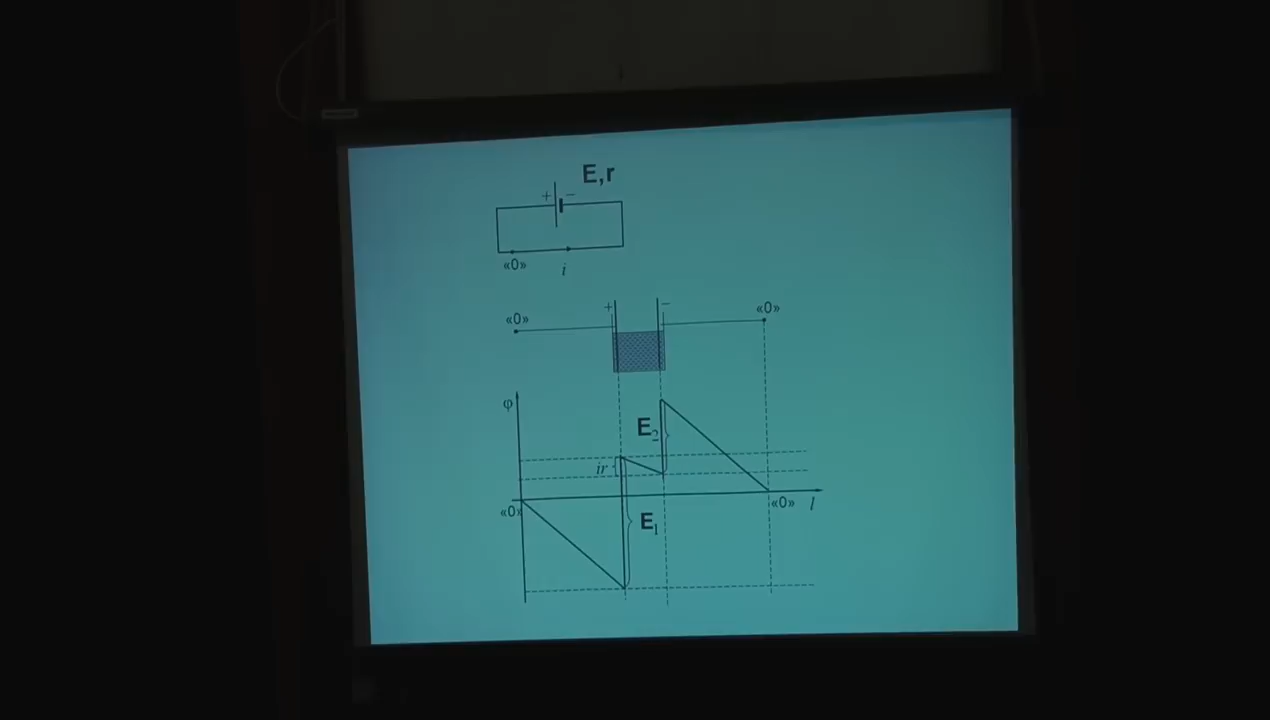 E,r
+ −
«0» i
«0» + − «0»
φ
E₂
ir
«0» «0» l
E₁